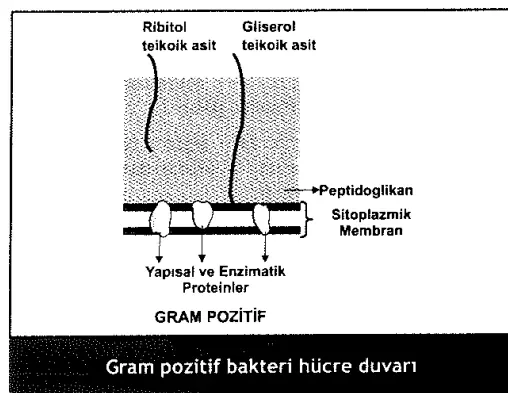 Ribitol
teikoik asit
Gliserol
teikoik asit
Peptidoglikan
Sitoplazmik
Membran
Yapısal ve Enzimatik
Proteinler
GRAM POZİTİF
Gram pozitif bakteri hücre duvarı